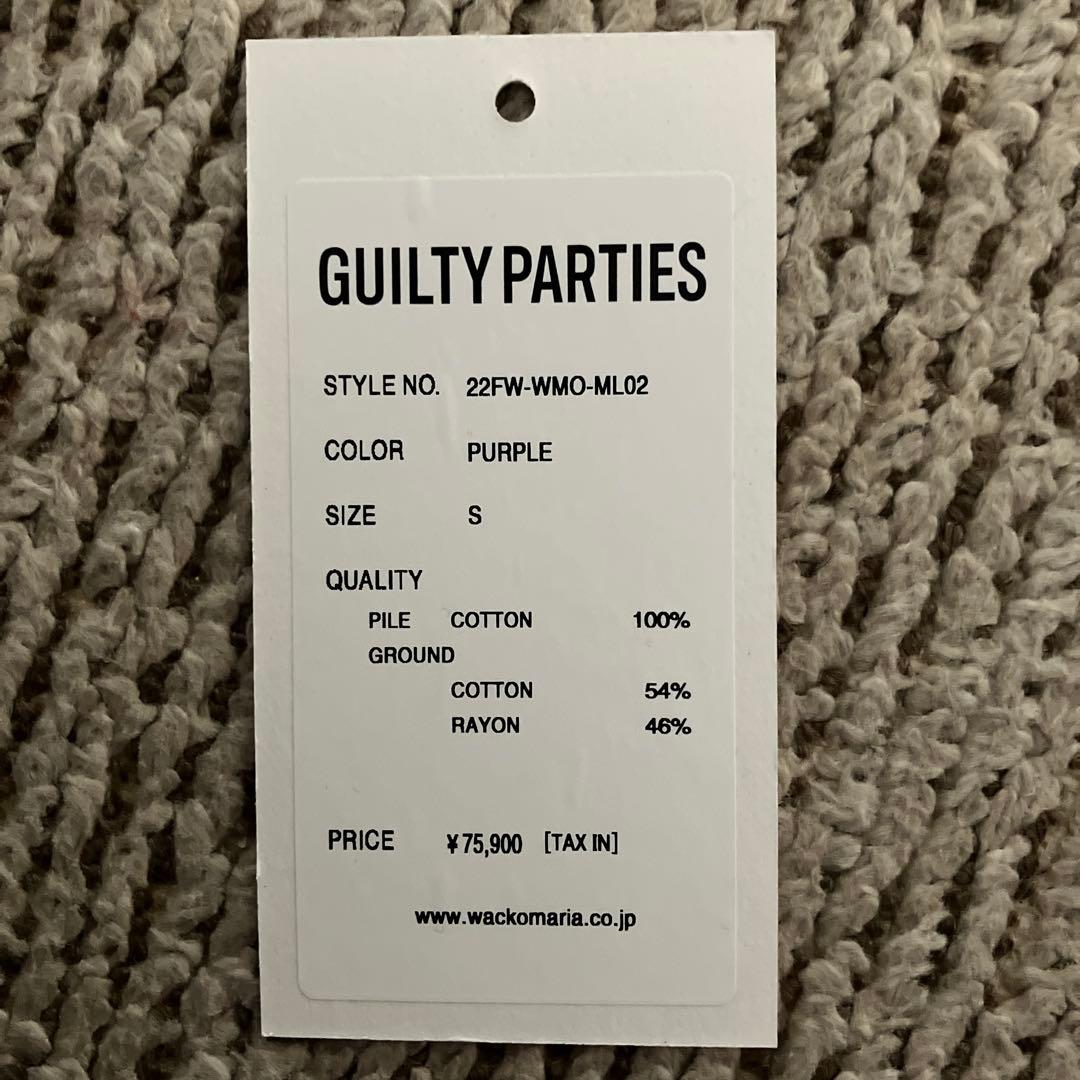 GUILTY PARTIES
STYLE NO. 22FW-WMO-ML02
COLOR PURPLE
SIZE S
QUALITY
PILE COTTON 100%
GROUND
COTTON 54%
RAYON 46%
PRICE ¥75,900 [TAX IN]
www.wackomaria.co.jp